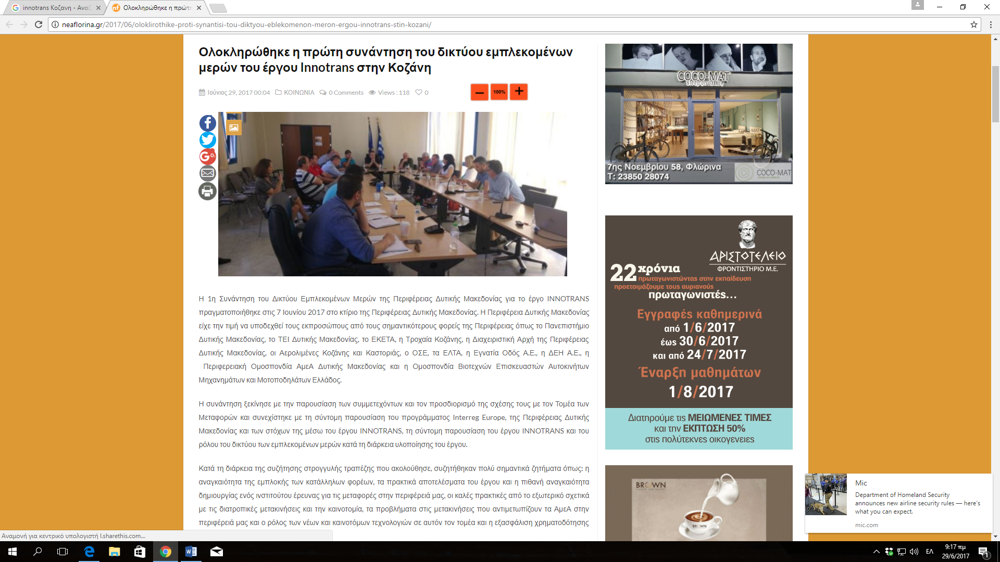 innotrans Κοζανη - Ανα
Ολοκληρώθηκε η πρώτη
neaflorina.gr/2017/06/oloklirothike-proti-synantisi-tou-diktyou-eblekomenon-meron-ergou-innotrans-stin-kozani/
Ολοκληρώθηκε η πρώτη συνάντηση του δικτύου εμπλεκομένων
μερών του έργου Innotrans στην Κοζάνη
Ιούνιος 29, 2017 00:04 ΚΟΙΝΩΝΙΑ 0 Comments Views : 118 0
100%
Η 1η Συνάντηση του Δικτύου Εμπλεκομένων Μερών της Περιφέρειας Δυτικής Μακεδονίας για το έργο INNOTRANS
πραγματοποιήθηκε στις 7 Ιουνίου 2017 στο κτίριο της Περιφέρειας Δυτικής Μακεδονίας. Η Περιφέρεια Δυτικής Μακεδονίας
είχε την τιμή να υποδεχθεί τους εκπροσώπους από τους σημαντικότερους φορείς της Περιφέρειας όπως το Πανεπιστήμιο
Δυτικής Μακεδονίας, το ΤΕΙ Δυτικής Μακεδονίας, το ΕΚΕΤΑ, η Τροχαία Κοζάνης, η Διαχειριστική Αρχή της Περιφέρειας
Δυτικής Μακεδονίας, οι Αερολιμένες Κοζάνης και Καστοριάς, ο ΟΣΕ, τα ΕΛΤΑ, η Εγνατία Οδός Α.Ε., η ΔΕΗ Α.Ε., η
Περιφερειακή Ομοσπονδία ΑμεΑ Δυτικής Μακεδονίας και η Ομοσπονδία Βιοτεχνών Επισκευαστών Αυτοκινήτων
Μηχανημάτων και Μοτοποδηλάτων Ελλάδος.
Η συνάντηση ξεκίνησε με την παρουσίαση των συμμετεχόντων και τον προσδιορισμό της σχέσης τους με τον Τομέα των
Μεταφορών και συνεχίστηκε με τη σύντομη παρουσίαση του προγράμματος Interreg Europe, της Περιφέρειας Δυτικής
Μακεδονίας και των στόχων της μέσω του έργου INNOTRANS, τη σύντομη παρουσίαση του έργου INNOTRANS και του
ρόλου του δικτύου των εμπλεκομένων μερών κατά τη διάρκεια υλοποίησης του έργου.
Κατά τη διάρκεια της συζήτησης στρογγυλής τραπέζης που ακολούθησε, συζητήθηκαν πολύ σημαντικά ζητήματα όπως: η
αναγκαιότητα της εμπλοκής των κατάλληλων φορέων, τα πρακτικά αποτελέσματα του έργου και η πιθανή αναγκαιότητα
δημιουργίας ενός ινστιτούτου έρευνας για τις μεταφορές στην περιφέρειά μας, οι καλές πρακτικές από το εξωτερικό σχετικά
με τις διατροπικές μετακινήσεις και την καινοτομία, τα προβλήματα στις μετακινήσεις που αντιμετωπίζουν τα ΑμεΑ στην
περιφέρειά μας και ο ρόλος των νέων και καινοτόμων τεχνολογιών σε αυτόν τον τομέα και η εξασφάλιση χρηματοδότησης
COCO-MAT
sleep on nature
COCO-MAT
7ης Νοεμβρίου 58, Φλώρινα
Τ: 23850 28074
COCO-MAT
sleep on nature
ΑΡΙΣΤΟΤΕΛΕΙΟ
ΦΡΟΝΤΙΣΤΗΡΙΟ Μ.Ε.
22 χρόνια
πρωταγωνιστώντας στην εκπαίδευση
προετοιμάζουμε τους αυριανούς
πρωταγωνιστές...
Εγγραφές καθημερινά
από 1/6/2017
έως 30/6/2017
και από 24/7/2017
Έναρξη μαθημάτων
1/8/2017
Διατηρούμε τις ΜΕΙΩΜΕΝΕΣ ΤΙΜΕΣ
και την ΕΚΠΤΩΣΗ 50%
στις πολύτεκνες οικογενειες
BROWN
BROWN
Mic
Department of Homeland Security
announces new airline security rules — here's
what you can expect.
mic.com
Αναμονή για κεντρικό υπολογιστή l.sharethis.com...
ΕΛ
9:17 πμ
29/6/2017
1